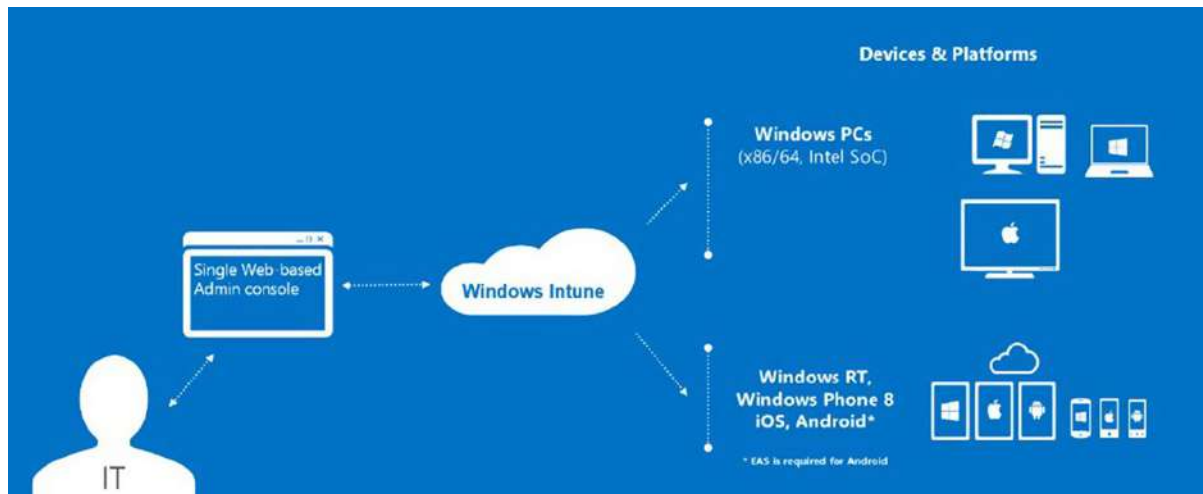 Devices & Platforms
Windows PCs
(x86/64, Intel SoC)
Single Web-based
Admin console
Windows Intune
Windows RT,
Windows Phone 8
iOS, Android*
* EAS is required for Android
IT